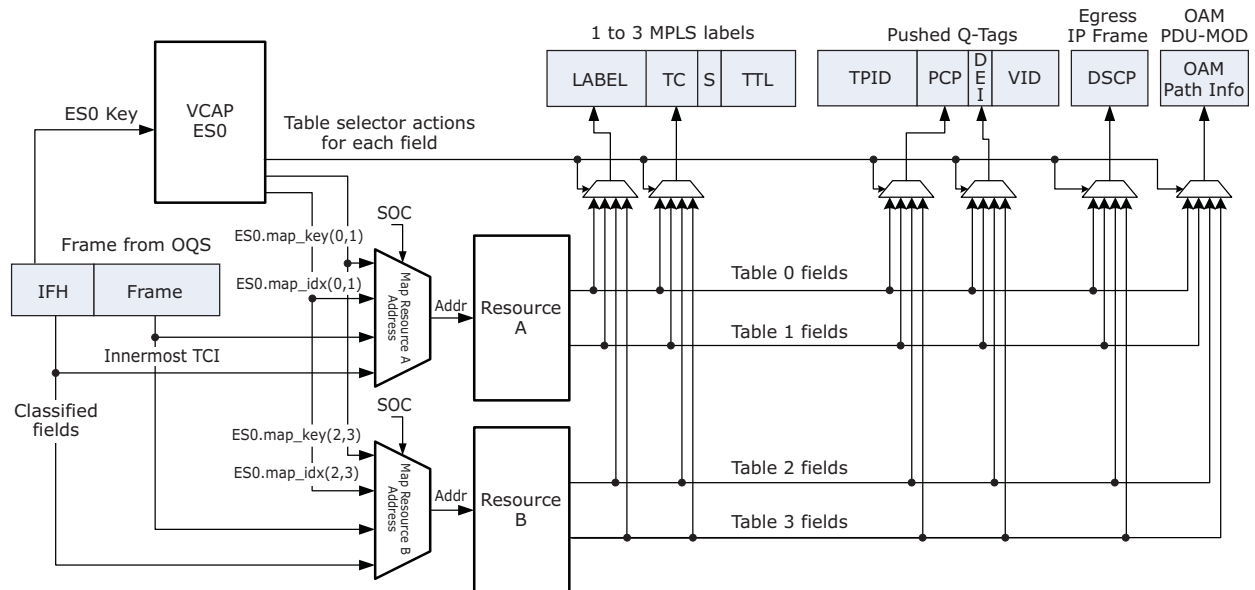 1 to 3 MPLS labels
Pushed Q-Tags
Egress
IP Frame
OAM
PDU-MOD
LABEL
TC
S
TTL
TPID
PCP
DEI
VID
DSCP
OAM
Path Info
ES0 Key
VCAP
ES0
Table selector actions
for each field
Frame from OQS
IFH
Frame
SOC
ES0.map_key(0,1)
ES0.map_idx(0,1)
Map Resource A
Address
Addr
Resource
A
Table 0 fields
Table 1 fields
Innermost TCI
Classified
fields
SOC
ES0.map_key(2,3)
ES0.map_idx(2,3)
Map Resource B
Address
Addr
Resource
B
Table 2 fields
Table 3 fields